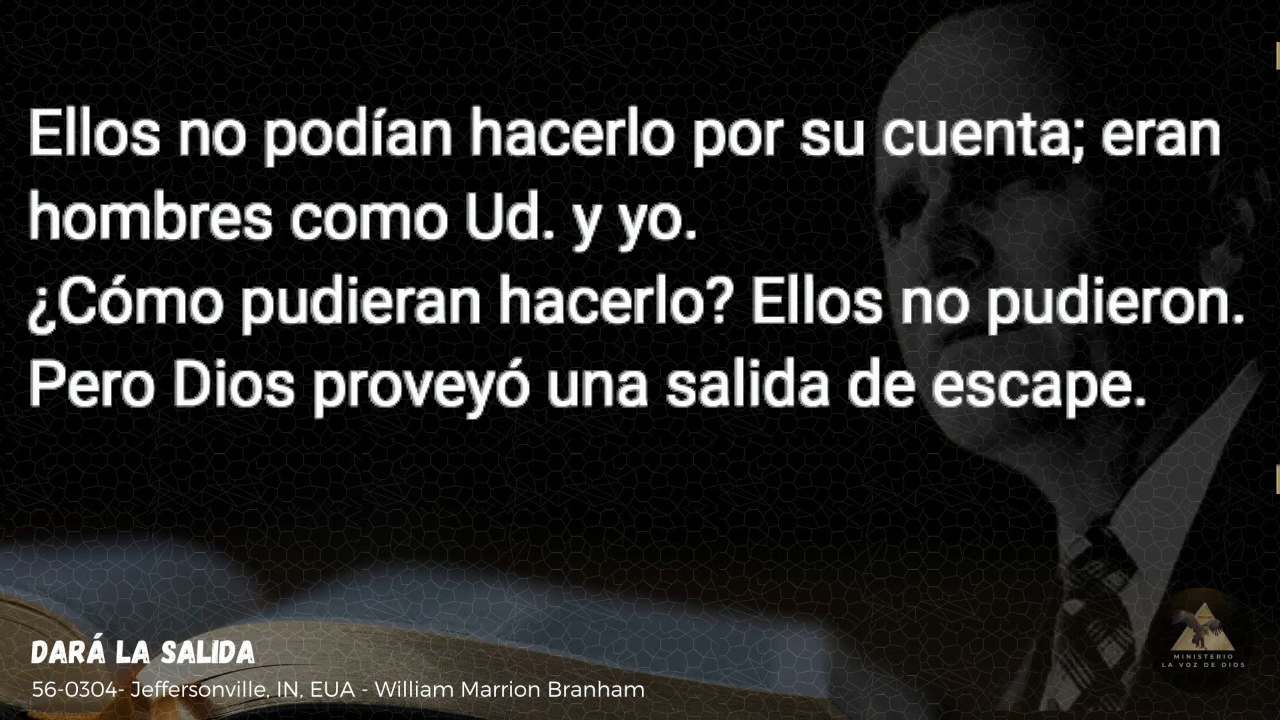 Ellos no podían hacerlo por su cuenta; eran
hombres como Ud. y yo.
¿Cómo pudieran hacerlo? Ellos no pudieron.
Pero Dios proveyó una salida de escape.
DARÁ LA SALIDA
56-0304- Jeffersonville, IN, EUA - William Marrion Branham
MINISTERIO
LA VOZ DE DIOS